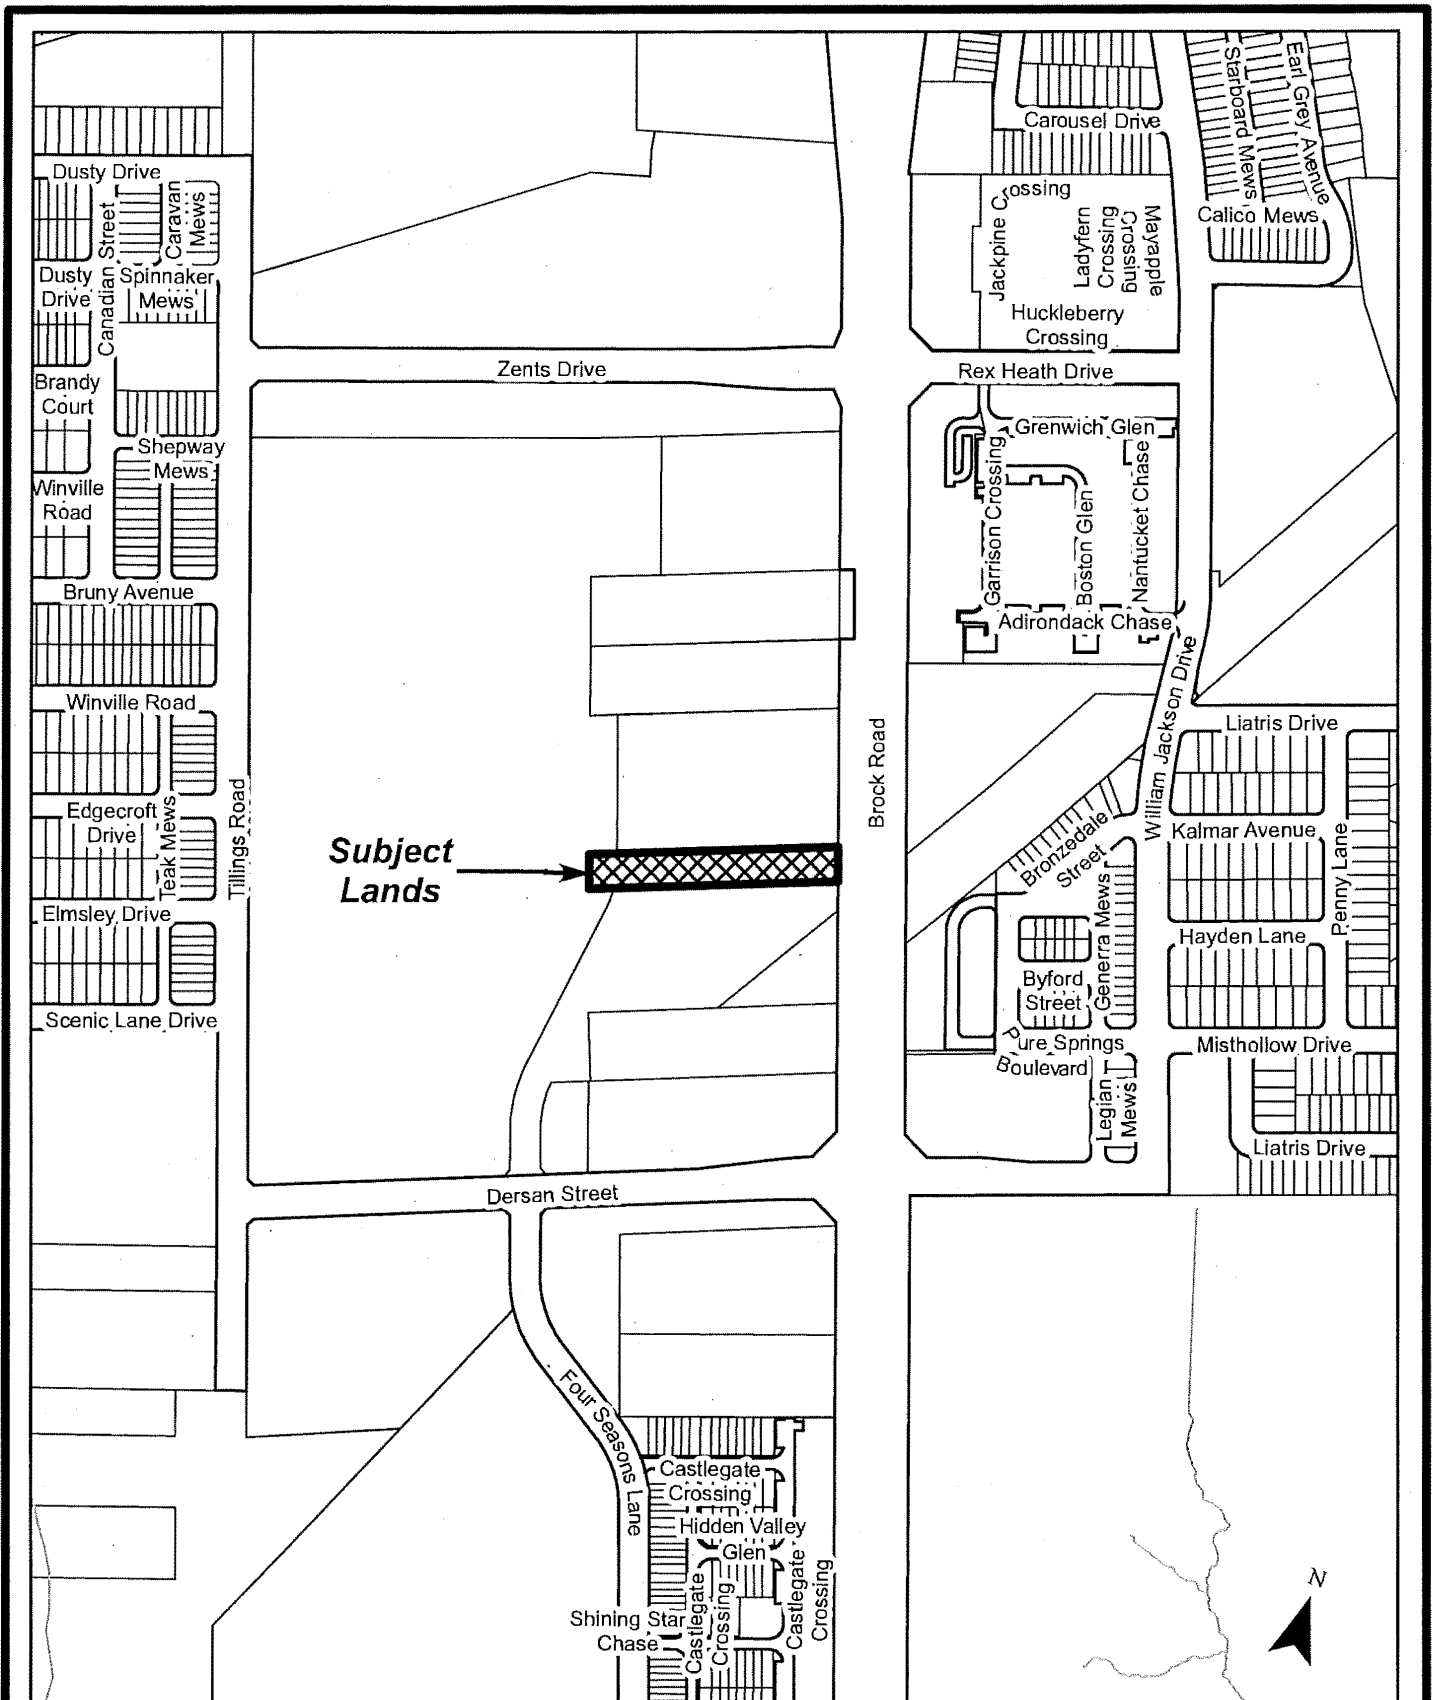 Carousel Drive
Starboard Mews
Earl Grey Avenue
Calico Mews
Dusty Drive
Canadian Street
Caravan
Mews
Dusty
Drive
Spinnaker
Mews
Jackpine Crossing
Ladyfern
Crossing
Mayapple
Crossing
Huckleberry
Crossing
Zents Drive
Rex Heath Drive
Brandy
Court
Shepway
Mews
Winville
Road
Grenwich Glen
Garrison Crossing
Boston Glen
Nantucket Chase
Adirondack Chase
Bruny Avenue
Winville Road
William Jackson Drive
Liatris Drive
Brock Road
Tillings Road
Edgecroft
Drive
Teak Mews
Subject
Lands
Bronzedale
Street
Kalmar Avenue
Penny Lane
Elmsley Drive
Generra Mews
Hayden Lane
Byford
Street
Scenic Lane Drive
Pure Springs
Boulevard
Misthollow Drive
Legian
Mews
Liatris Drive
Dersan Street
Four Seasons Lane
Castlegate
Crossing
Hidden Valley
Glen
Castlegate
Crossing
Castlegate
Crossing
Shining Star
Chase
N